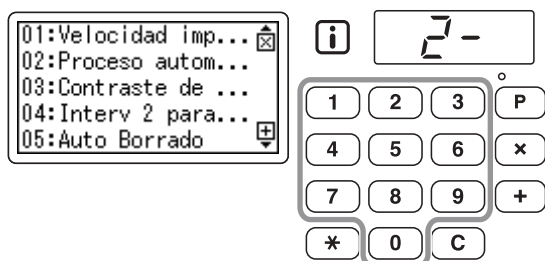 01:Velocidad imp...
02:Proceso autom...
03:Contraste de ...
04:Interv 2 para...
05:Auto Borrado
i
2-
1 2 3 P
4 5 6 ×
7 8 9 +
* 0 C